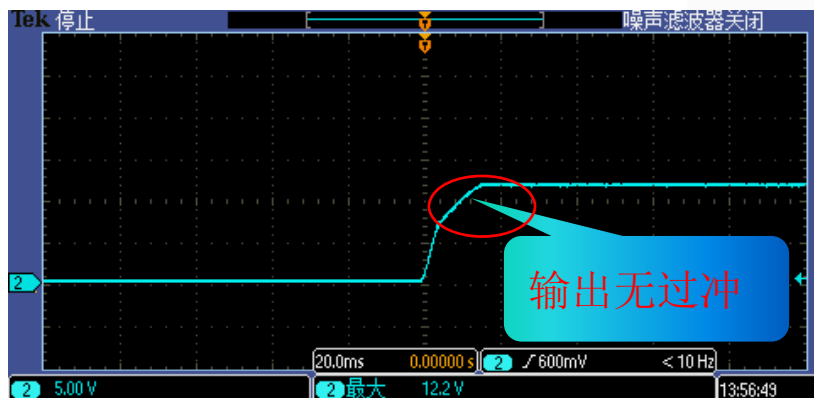 Tek 停止
噪声滤波器关闭
T
T
2
输出无过冲
20.0ms 0.00000 s
2 600mV <10 Hz
2 5.00 V
2 最大 12.2 V
13:56:49